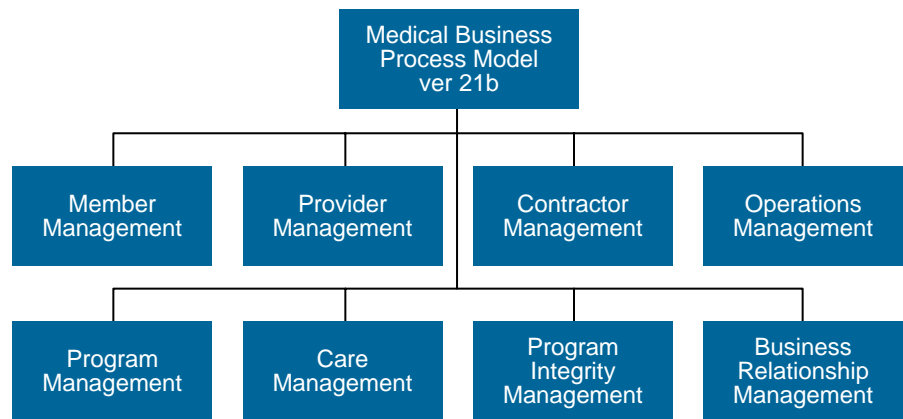 Medical Business
Process Model
ver 21b
Member
Management
Provider
Management
Contractor
Management
Operations
Management
Program
Management
Care
Management
Program
Integrity
Management
Business
Relationship
Management